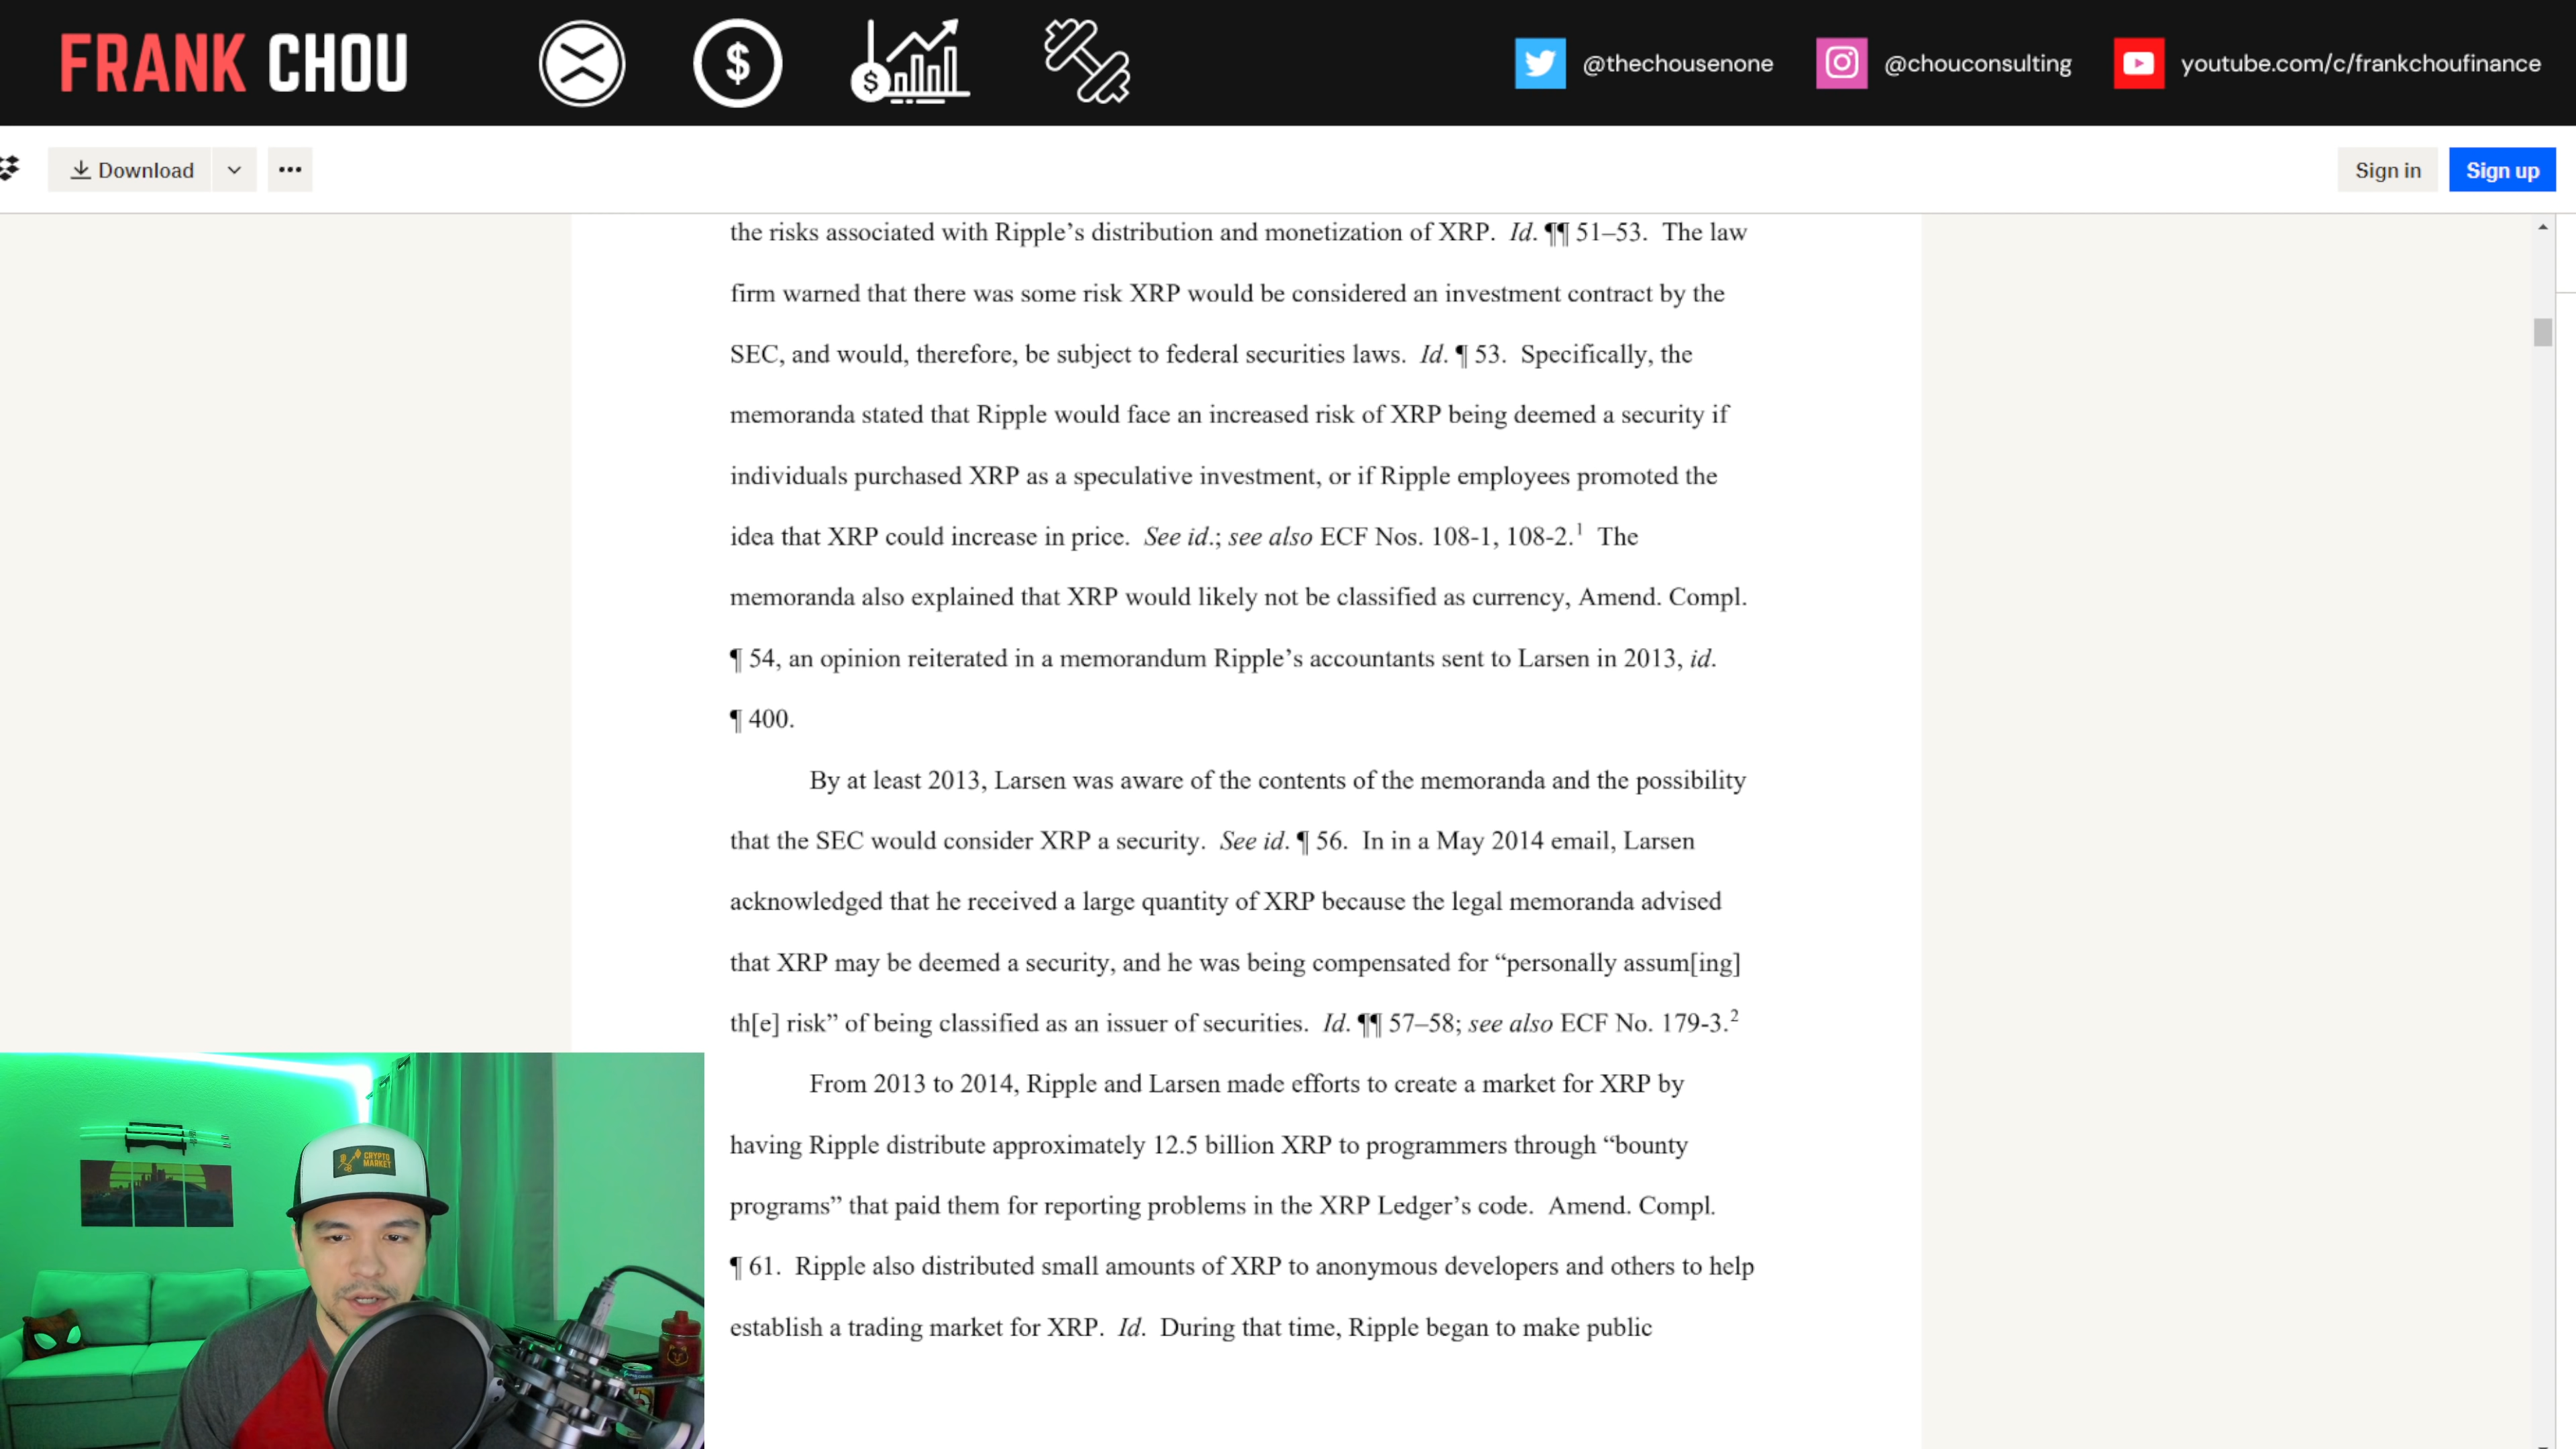 FRANK CHOU
@thechousenone
@chouconsulting
youtube.com/c/frankchoufinance
Download
Sign in
Sign up
the risks associated with Ripple’s distribution and monetization of XRP. Id. ¶¶ 51–53. The law
firm warned that there was some risk XRP would be considered an investment contract by the
SEC, and would, therefore, be subject to federal securities laws. Id. ¶ 53. Specifically, the
memoranda stated that Ripple would face an increased risk of XRP being deemed a security if
individuals purchased XRP as a speculative investment, or if Ripple employees promoted the
idea that XRP could increase in price. See id.; see also ECF Nos. 108-1, 108-2.1 The
memoranda also explained that XRP would likely not be classified as currency, Amend. Compl.
¶ 54, an opinion reiterated in a memorandum Ripple’s accountants sent to Larsen in 2013, id.
¶ 400.
By at least 2013, Larsen was aware of the contents of the memoranda and the possibility
that the SEC would consider XRP a security. See id. ¶ 56. In in a May 2014 email, Larsen
acknowledged that he received a large quantity of XRP because the legal memoranda advised
that XRP may be deemed a security, and he was being compensated for “personally assum[ing]
th[e] risk” of being classified as an issuer of securities. Id. ¶¶ 57–58; see also ECF No. 179-3.2
From 2013 to 2014, Ripple and Larsen made efforts to create a market for XRP by
having Ripple distribute approximately 12.5 billion XRP to programmers through “bounty
programs” that paid them for reporting problems in the XRP Ledger’s code. Amend. Compl.
¶ 61. Ripple also distributed small amounts of XRP to anonymous developers and others to help
establish a trading market for XRP. Id. During that time, Ripple began to make public
CRYPTO
MARKET